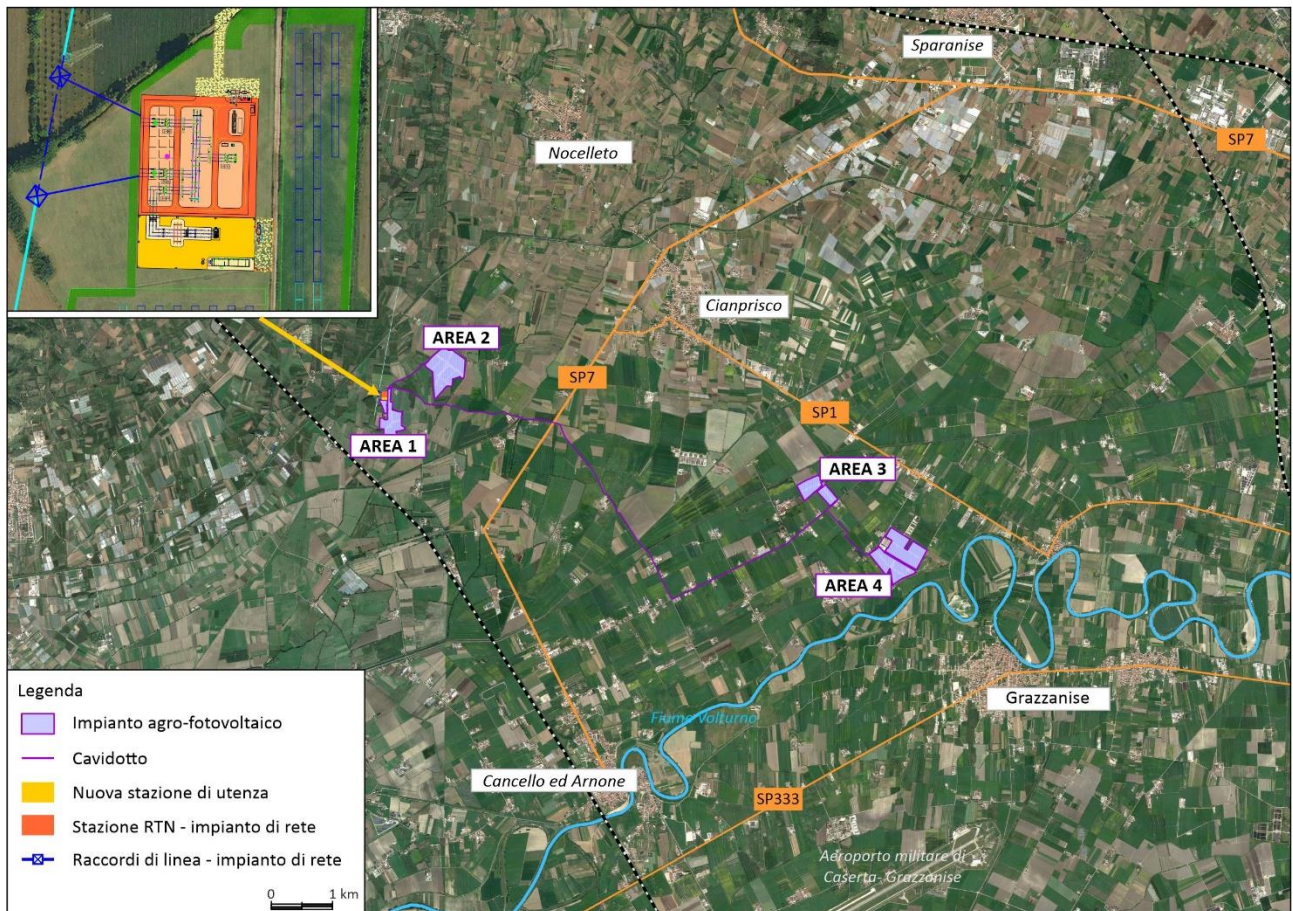 Sparanise
SP7
Nocelleto
Cianprisco
AREA 2
SP7
SP1
AREA 1
AREA 3
AREA 4
Grazzanise
Fiume Volturno
Cancello ed Arnone
SP333
Aeroporto militare di
Caserta- Grazzanise
Legenda
Impianto agro-fotovoltaico
Cavidotto
Nuova stazione di utenza
Stazione RTN - impianto di rete
Raccordi di linea - impianto di rete
0 1 km